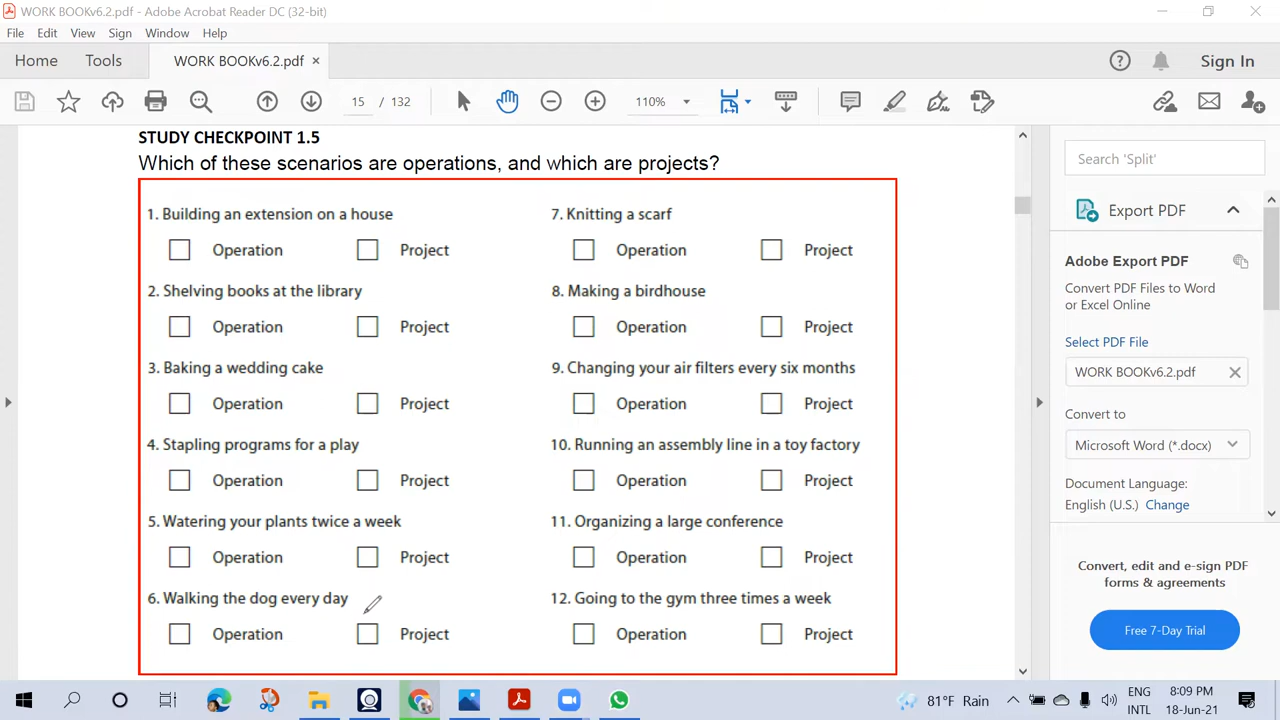 WORK BOOKv6.2.pdf - Adobe Acrobat Reader DC (32-bit)
File Edit View Sign Window Help
Home Tools WORK BOOKv6.2.pdf × Sign In
15 / 132 110%
STUDY CHECKPOINT 1.5
Which of these scenarios are operations, and which are projects?
1. Building an extension on a house
Operation Project
2. Shelving books at the library
Operation Project
3. Baking a wedding cake
Operation Project
4. Stapling programs for a play
Operation Project
5. Watering your plants twice a week
Operation Project
6. Walking the dog every day
Operation Project
7. Knitting a scarf
Operation Project
8. Making a birdhouse
Operation Project
9. Changing your air filters every six months
Operation Project
10. Running an assembly line in a toy factory
Operation Project
11. Organizing a large conference
Operation Project
12. Going to the gym three times a week
Operation Project
Search 'Split'
Export PDF
Adobe Export PDF
Convert PDF Files to Word
or Excel Online
Select PDF File
WORK BOOKv6.2.pdf
Convert to
Microsoft Word (*.docx)
Document Language:
English (U.S.) Change
Convert, edit and e-sign PDF
forms & agreements
Free 7-Day Trial
81°F Rain
ENG
INTL
8:09 PM
18-Jun-21